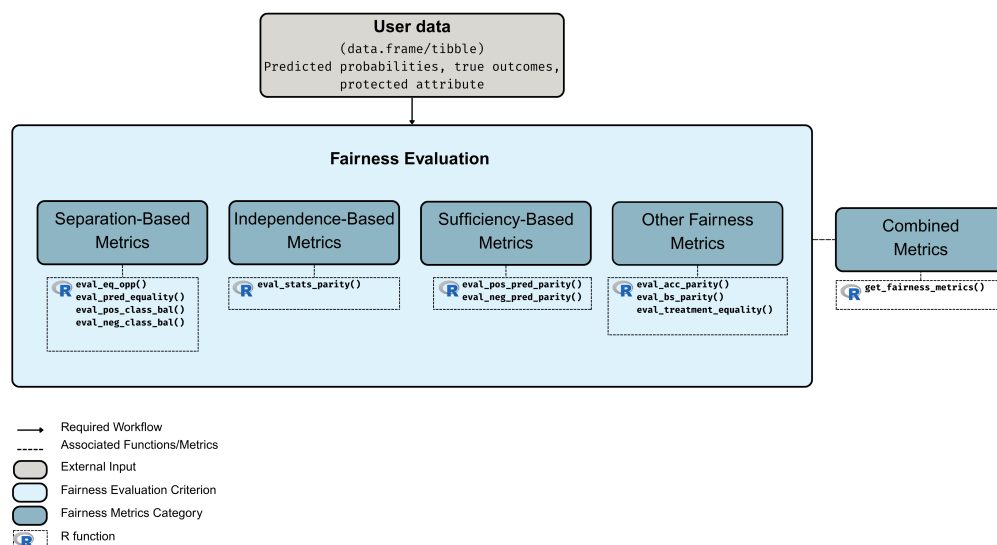 User data
(data.frame/tibble)
Predicted probabilities, true outcomes,
protected attribute
Fairness Evaluation
Separation-Based
Metrics
R eval_eq_opp()
eval_pred_equality()
eval_pos_class_bal()
eval_neg_class_bal()
Independence-Based
Metrics
R eval_stats_parity()
Sufficiency-Based
Metrics
R eval_pos_pred_parity()
eval_neg_pred_parity()
Other Fairness
Metrics
R eval_acc_parity()
eval_bs_parity()
eval_treatment_equality()
Combined
Metrics
R get_fairness_metrics()
Required Workflow
Associated Functions/Metrics
External Input
Fairness Evaluation Criterion
Fairness Metrics Category
R R function